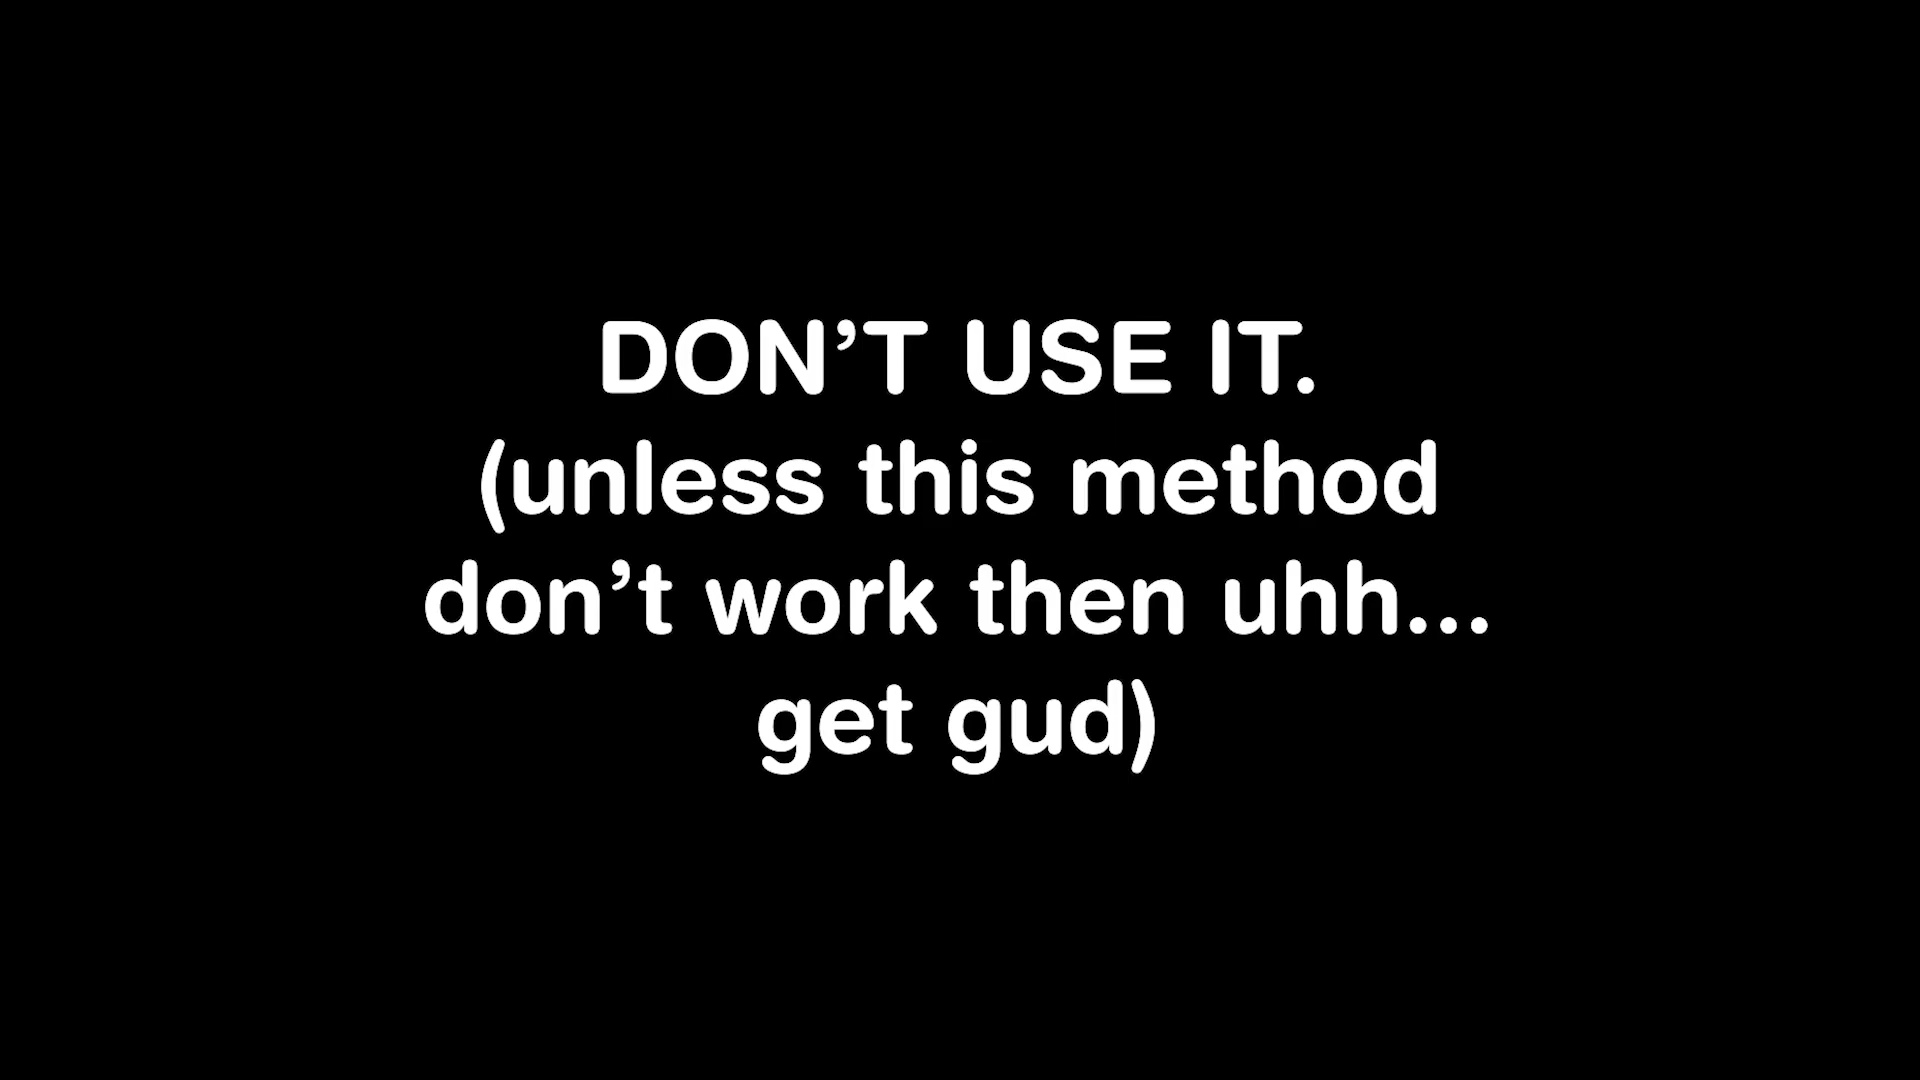 DON’T USE IT.
(unless this method
don’t work then uhh...
get gud)